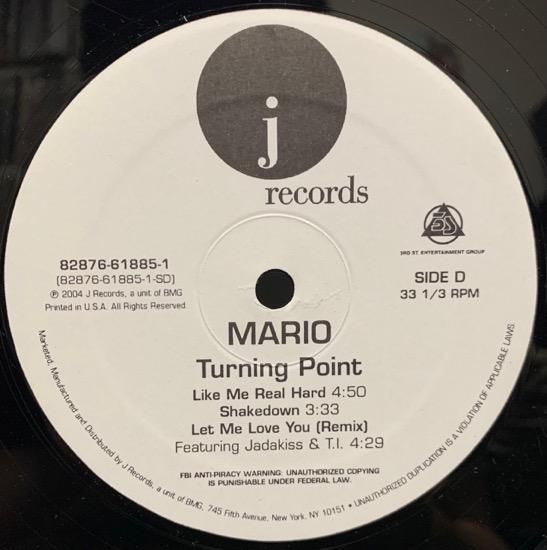 j
records
3S
3RD ST. ENTERTAINMENT GROUP
82876-61885-1
(82876-61885-1-SD)
℗ 2004 J Records, a unit of BMG
Printed in U.S.A. All Rights Reserved
SIDE D
33 1/3 RPM
MARIO
Turning Point
Like Me Real Hard 4:50
Shakedown 3:33
Let Me Love You (Remix)
Featuring Jadakiss & T.I. 4:29
FBI ANTI-PIRACY WARNING: UNAUTHORIZED COPYING
IS PUNISHABLE UNDER FEDERAL LAW.
Marketed, Manufactured and Distributed by J Records, a unit of BMG, 745 Fifth Avenue, New York, NY 10151 • UNAUTHORIZED DUPLICATION IS A VIOLATION OF APPLICABLE LAWS.